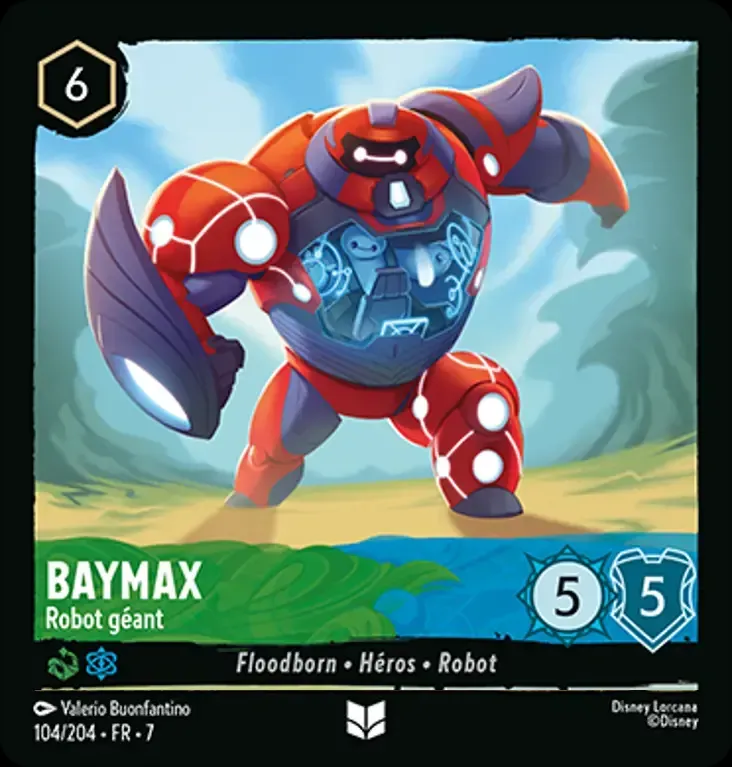 6
BAYMAX
Robot géant
5 5
Floodborn • Héros • Robot
Valerio Buonfantino
Disney Lorcana
104/204 • FR • 7
©Disney